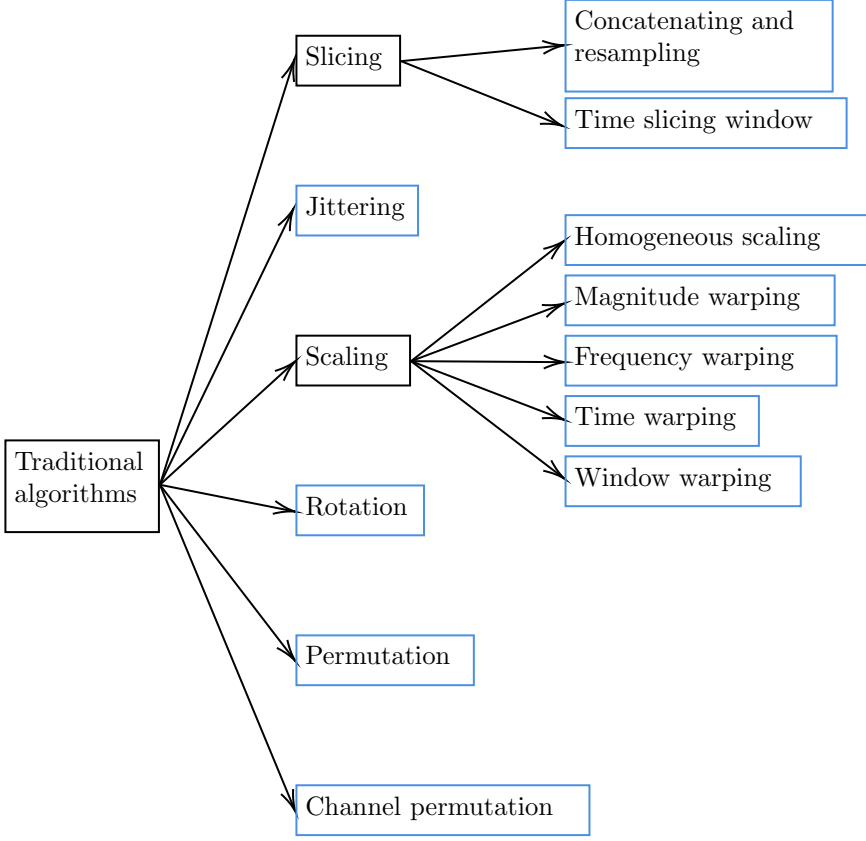 Concatenating and
resampling
Slicing
Time slicing window
Jittering
Homogeneous scaling
Magnitude warping
Scaling
Frequency warping
Time warping
Traditional
algorithms
Window warping
Rotation
Permutation
Channel permutation